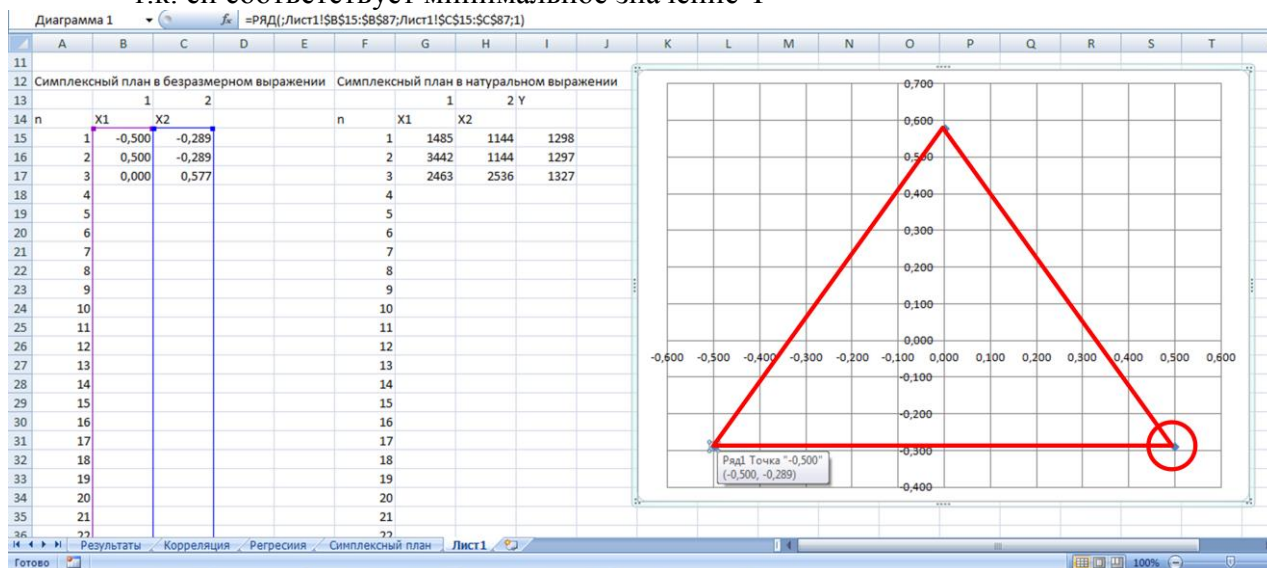 т.к. ей соответствует минимальное значение Y
Диаграмма 1 fx =РЯД(;Лист1!$B$15:$B$87;Лист1!$C$15:$C$87;1)
A B C D E F G H I J K L M N O P Q R S T
11
12 Симплексный план в безразмерном выражении Симплексный план в натуральном выражении
13 1 2 1 2 Y
14 n X1 X2 n X1 X2
15 1 -0,500 -0,289 1 1485 1144 1298
16 2 0,500 -0,289 2 3442 1144 1297
17 3 0,000 0,577 3 2463 2536 1327
18 4 4
19 5 5
20 6 6
21 7 7
22 8 8
23 9 9
24 10 10
25 11 11
26 12 12
27 13 13
28 14 14
29 15 15
30 16 16
31 17 17
32 18 18
33 19 19
34 20 20
35 21 21
36 22 22
0,700
0,600
0,500
0,400
0,300
0,200
0,100
0,000
-0,600 -0,500 -0,400 -0,300 -0,200 -0,100 0,000 0,100 0,200 0,300 0,400 0,500 0,600
-0,100
-0,200
-0,300
-0,400
Ряд1 Точка "-0,500"
(-0,500, -0,289)
Результаты Корреляция Регресиия Симплексный план Лист1
Готово 100%